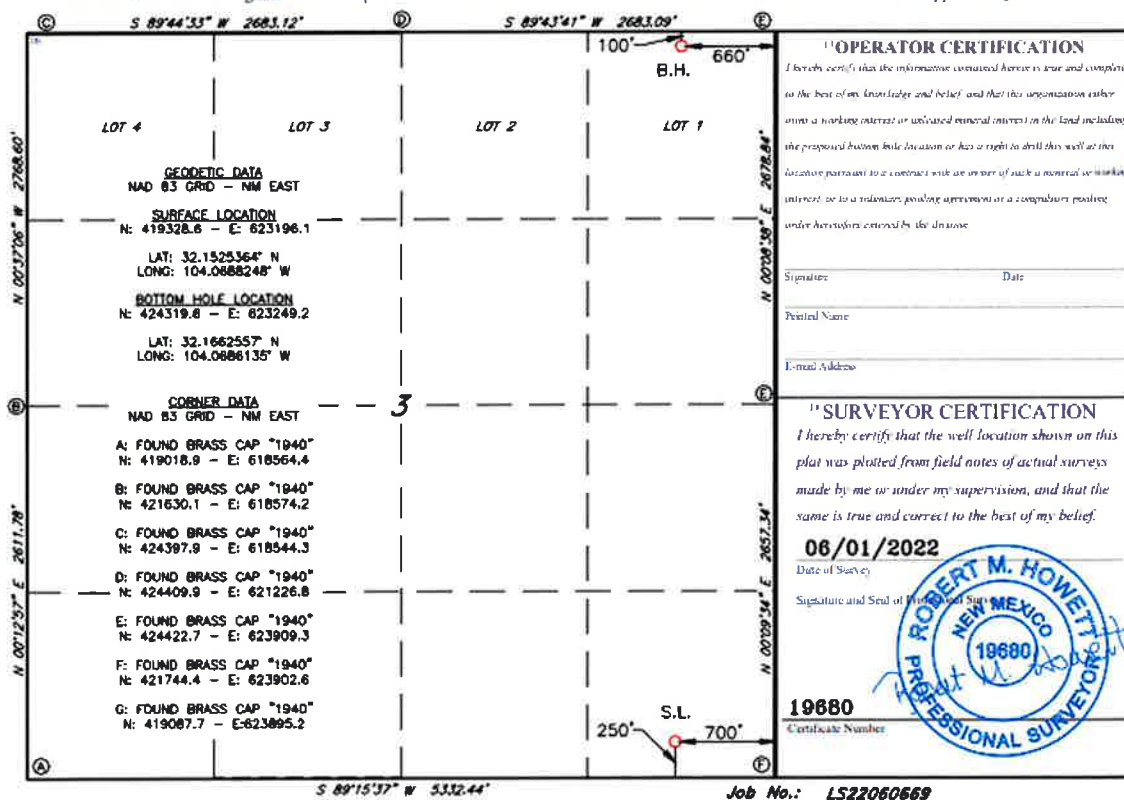 Ⓒ S 89°44'33" W 2683.12' Ⓓ S 89°43'41" W 2683.09' Ⓔ
100' 660'
B.H.
LOT 4 LOT 3 LOT 2 LOT 1
N 00°37'06" W 2768.60'
N 00°08'38" E 2678.84'
GEODETIC DATA
NAD 83 GRID - NM EAST
SURFACE LOCATION
N: 419328.6 - E: 623196.1
LAT: 32.1525364° N
LONG: 104.0688248° W
BOTTOM HOLE LOCATION
N: 424319.8 - E: 623249.2
LAT: 32.1662557° N
LONG: 104.0686135° W
Ⓑ 3 Ⓔ
CORNER DATA
NAD 83 GRID - NM EAST
A: FOUND BRASS CAP "1940"
N: 419018.9 - E: 618564.4
B: FOUND BRASS CAP "1940"
N: 421630.1 - E: 618574.2
C: FOUND BRASS CAP "1940"
N: 424397.9 - E: 618544.3
D: FOUND BRASS CAP "1940"
N: 424409.9 - E: 621226.8
E: FOUND BRASS CAP "1940"
N: 424422.7 - E: 623909.3
F: FOUND BRASS CAP "1940"
N: 421744.4 - E: 623902.6
G: FOUND BRASS CAP "1940"
N: 419087.7 - E:623895.2
N 00°12'57" E 2611.78'
N 00°09'34" E 2657.34'
S.L.
250' 700'
Ⓐ Ⓕ
S 89°15'37" W 5332.44'
Job No.: LS22060669
OPERATOR CERTIFICATION
I hereby certify that the information contained herein is true and complete
to the best of my knowledge and belief, and that this organization either
owns a working interest or unleased mineral interest in the land including
the proposed bottom hole location or has a right to drill this well at this
location pursuant to a contract with an owner of such a mineral or working
interest, or to a voluntary pooling agreement or a compulsory pooling
order heretofore entered by the division.
Signature Date
Printed Name
E-mail Address
SURVEYOR CERTIFICATION
I hereby certify that the well location shown on this
plat was plotted from field notes of actual surveys
made by me or under my supervision, and that the
same is true and correct to the best of my belief.
06/01/2022
Date of Survey
Signature and Seal of Professional
ROBERT M. HOWETT
NEW MEXICO
19680
PROFESSIONAL SURVEYOR
19680
Certificate Number